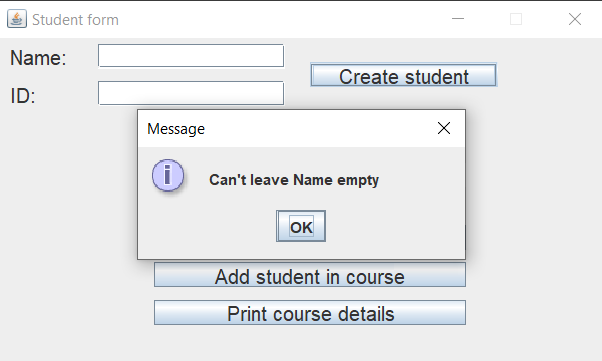 Student form
Name:
Create student
ID:
Message
Can't leave Name empty
OK
Add student in course
Print course details